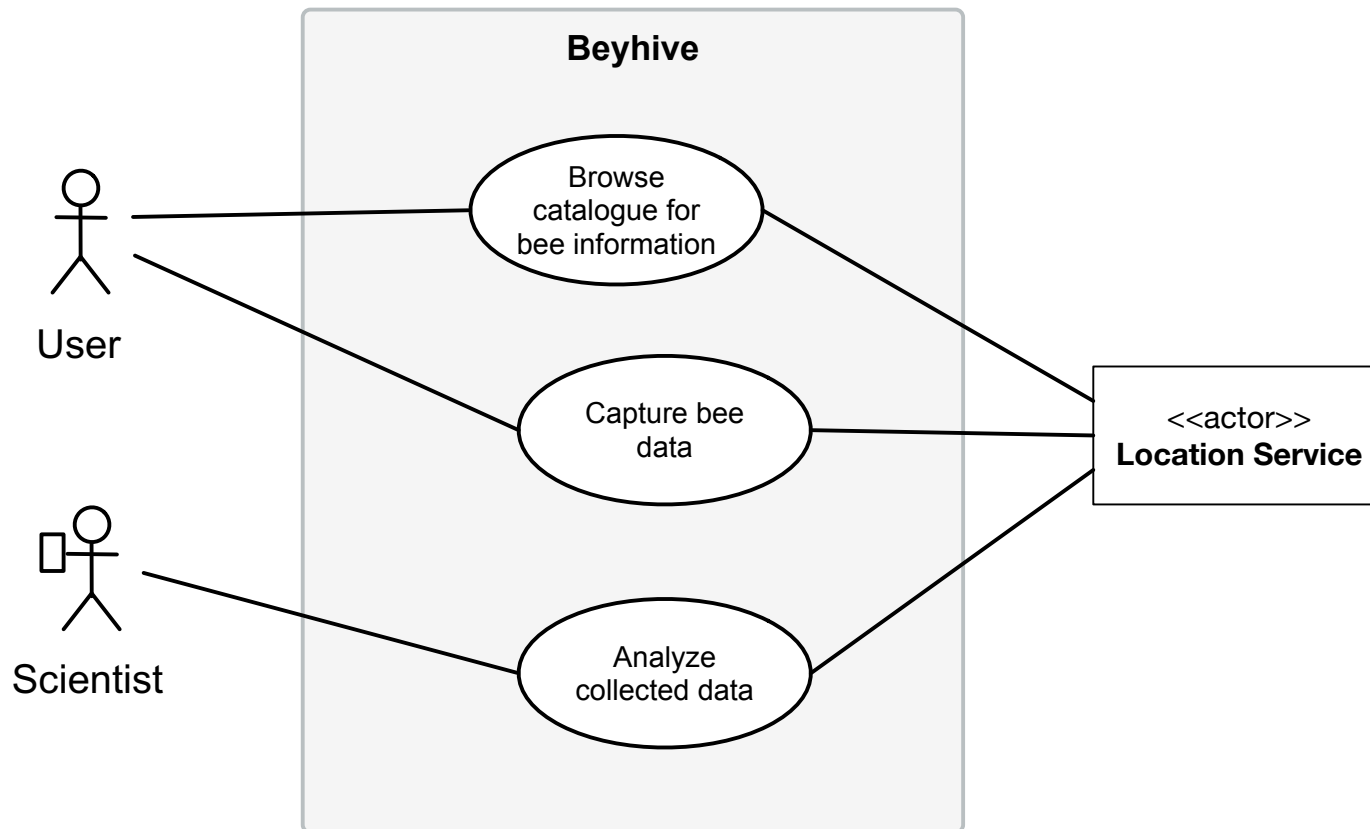 Beyhive
Browse
catalogue for
bee information
User
Capture bee
data
<<actor>>
Location Service
Scientist
Analyze
collected data